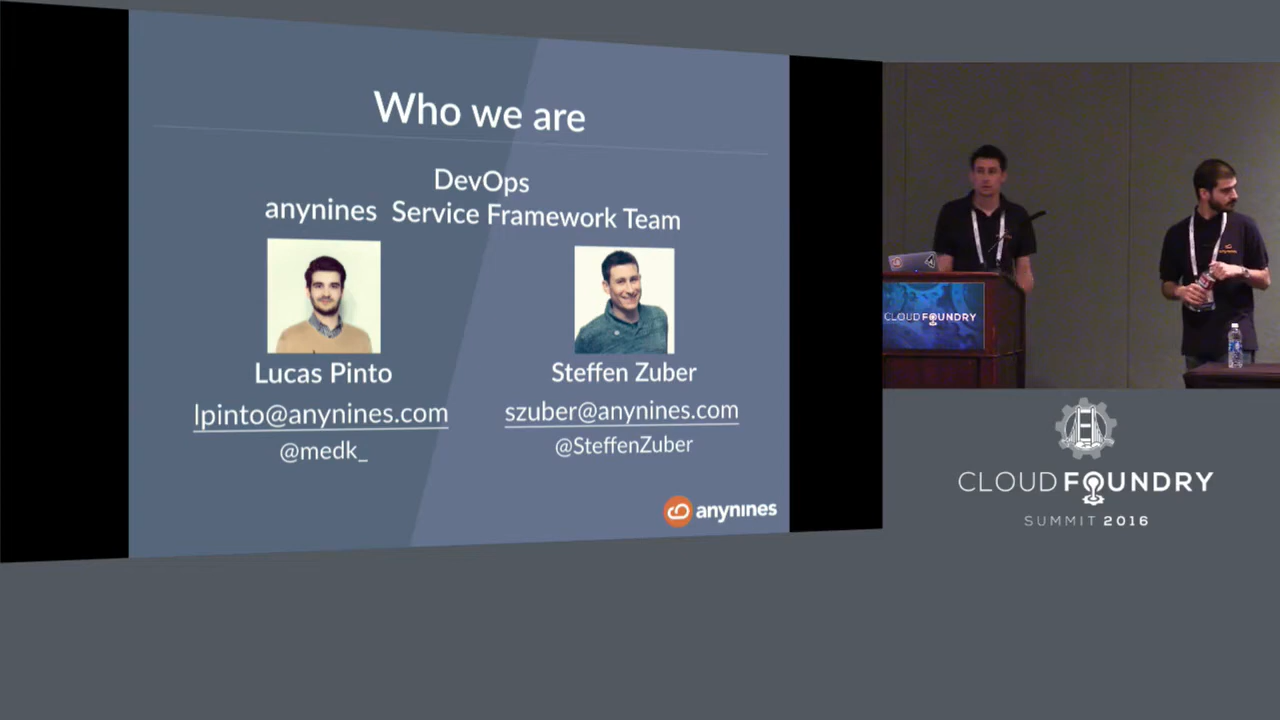 Who we are
DevOps
anynines Service Framework Team
Lucas Pinto
Steffen Zuber
lpinto@anynines.com
szuber@anynines.com
@medk_
@SteffenZuber
anynines
CLOUD FOUNDRY
CLOUD FOUNDRY
SUMMIT 2016